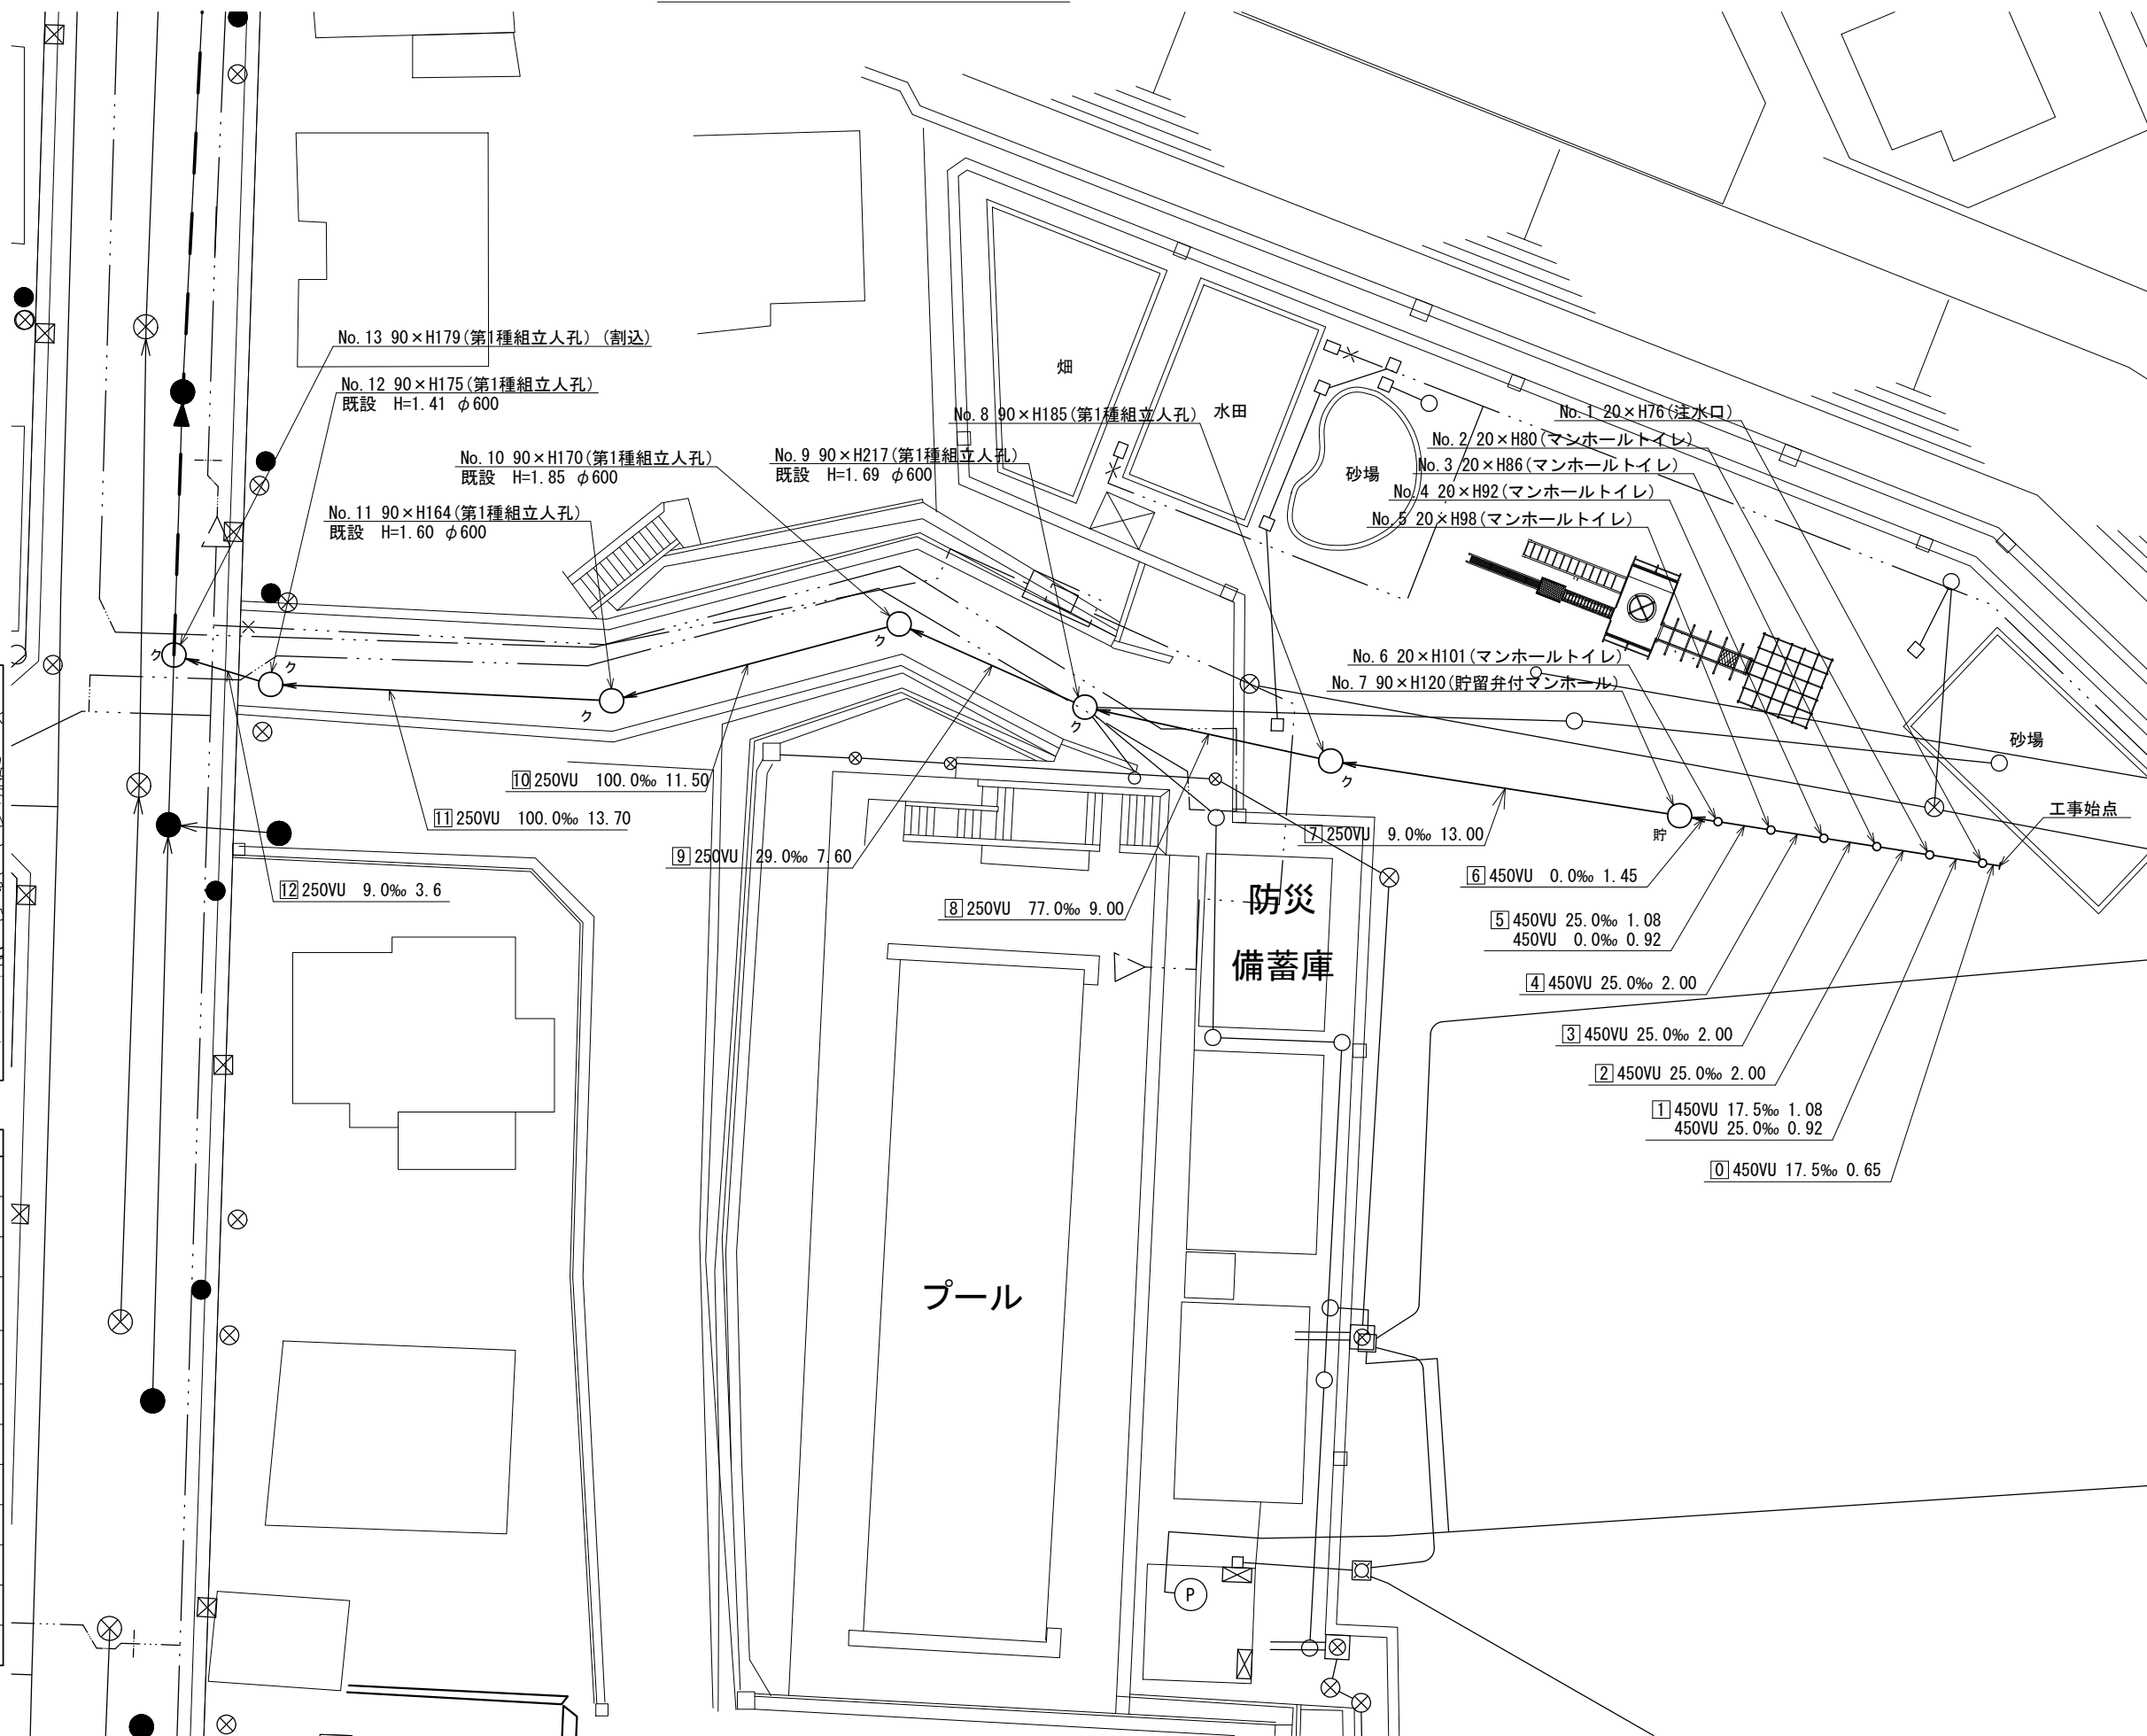 No.13 90×H179(第1種組立人孔)(割込)
No.12 90×H175(第1種組立人孔)
既設 H=1.41 φ600
No.10 90×H170(第1種組立人孔)
既設 H=1.85 φ600
No.11 90×H164(第1種組立人孔)
既設 H=1.60 φ600
No.9 90×H217(第1種組立人孔)
既設 H=1.69 φ600
No.8 90×H185(第1種組立人孔)
畑
水田
砂場
No.1 20×H76(注水口)
No.2 20×H80(マンホールトイレ)
No.3 20×H86(マンホールトイレ)
No.4 20×H92(マンホールトイレ)
No.5 20×H98(マンホールトイレ)
No.6 20×H101(マンホールトイレ)
No.7 90×H120(貯留弁付マンホール)
ク
ク
ク
ク
ク
ク
貯
砂場
工事始点
10 250VU 100.0‰ 11.50
11 250VU 100.0‰ 13.70
9 250VU 29.0‰ 7.60
12 250VU 9.0‰ 3.6
8 250VU 77.0‰ 9.00
7 250VU 9.0‰ 13.00
6 450VU 0.0‰ 1.45
5 450VU 25.0‰ 1.08
450VU 0.0‰ 0.92
4 450VU 25.0‰ 2.00
3 450VU 25.0‰ 2.00
2 450VU 25.0‰ 2.00
1 450VU 17.5‰ 1.08
450VU 25.0‰ 0.92
0 450VU 17.5‰ 0.65
防災
備蓄庫
プール
P